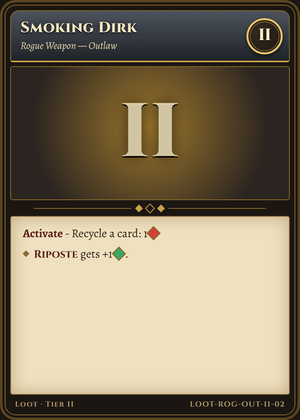 Smoking Dirk
Rogue Weapon — Outlaw
II
II
Activate - Recycle a card: 1
Riposte gets +1.
Loot · Tier II
LOOT-ROG-OUT-II-02